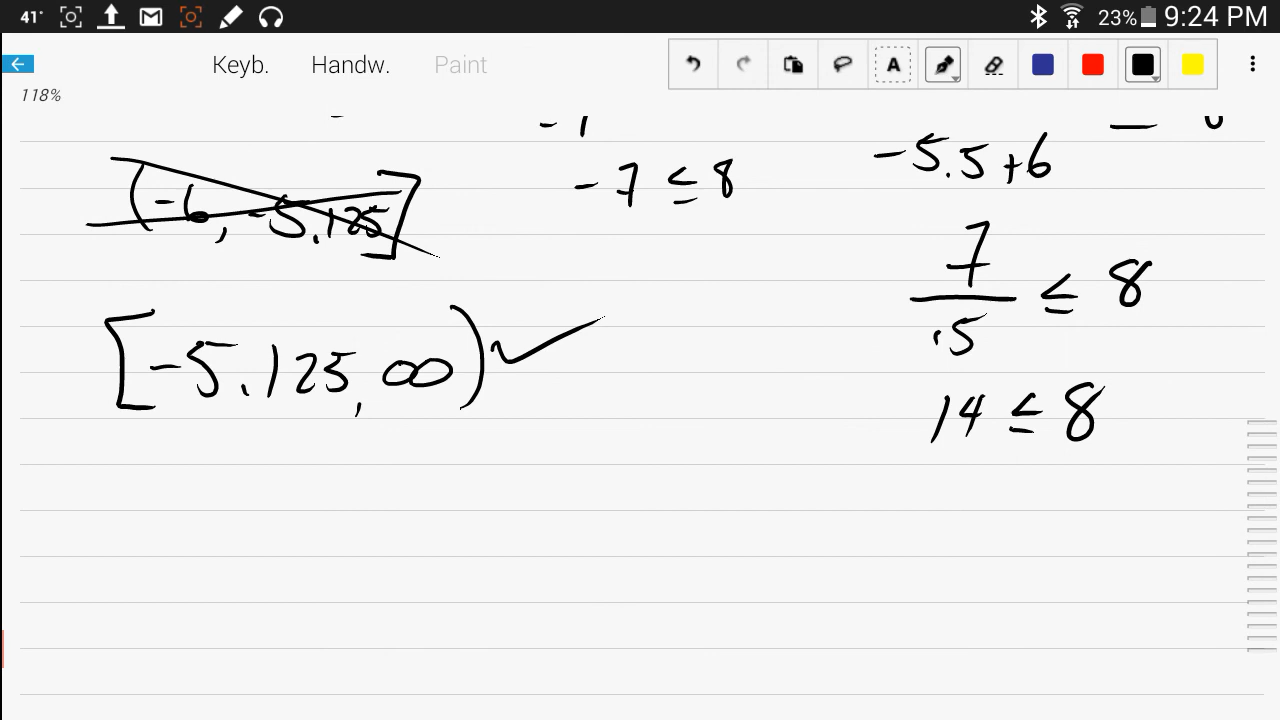 41° 23% 9:24 PM
Keyb. Handw. Paint A
118%
(-6, -5.125]
[-5.125, ∞)
-7 ≤ 8
-5.5+6
7
.5 ≤ 8
14 ≤ 8